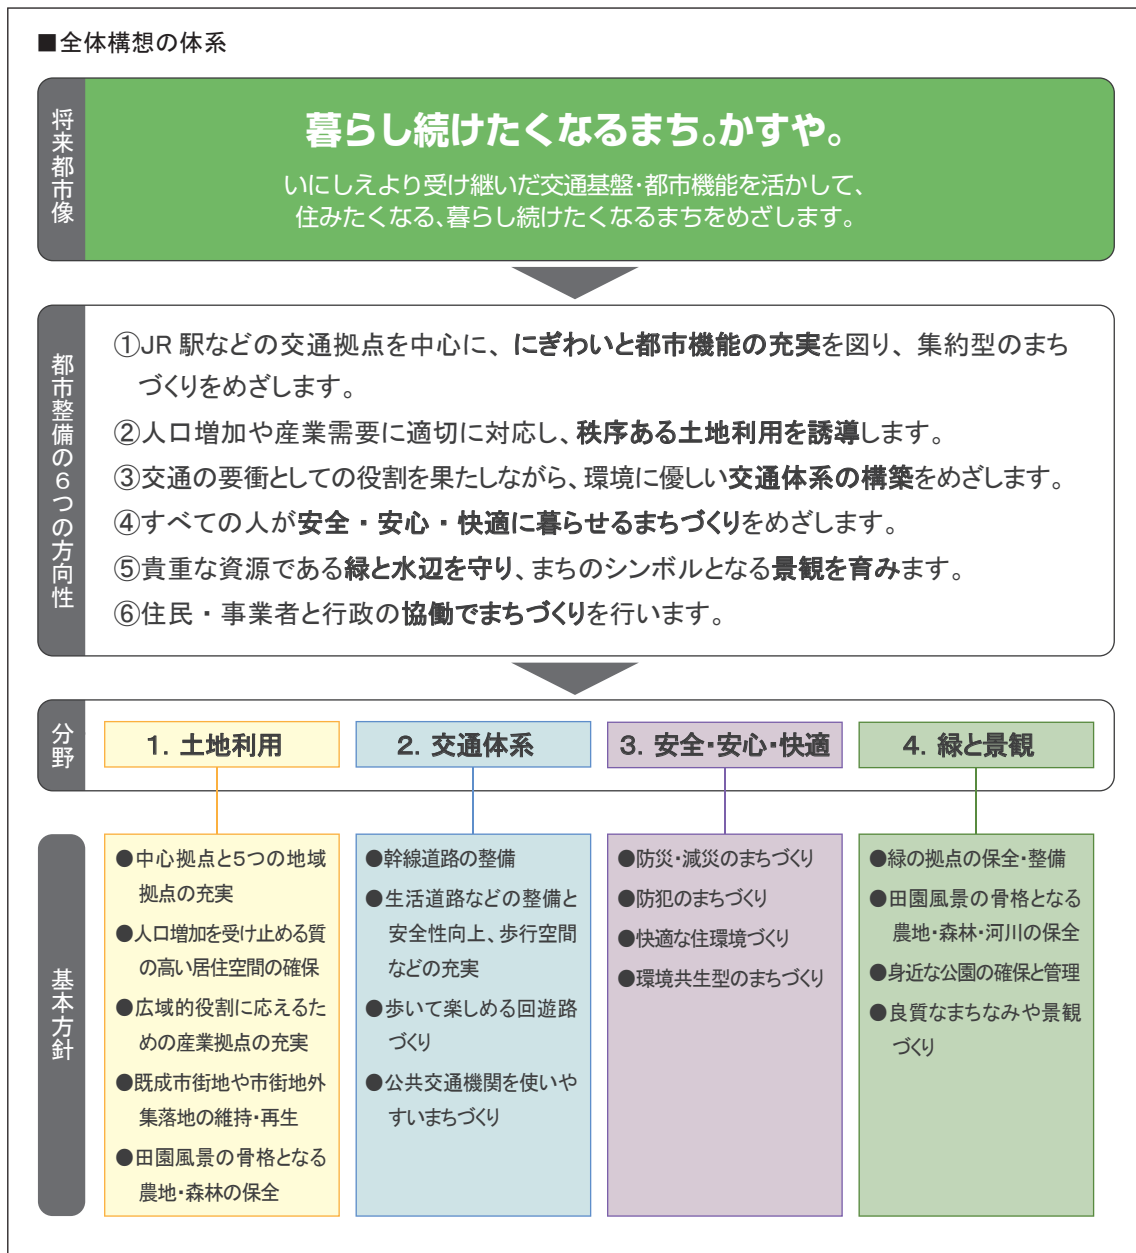 ■全体構想の体系
将来都市像
暮らし続けたくなるまち。かすや。
いにしえより受け継いだ交通基盤･都市機能を活かして、
住みたくなる、暮らし続けたくなるまちをめざします。
都市整備の6つの方向性
①JR 駅などの交通拠点を中心に、にぎわいと都市機能の充実を図り、集約型のまち
づくりをめざします。
②人口増加や産業需要に適切に対応し、秩序ある土地利用を誘導します。
③交通の要衝としての役割を果たしながら、環境に優しい交通体系の構築をめざします。
④すべての人が安全・安心・快適に暮らせるまちづくりをめざします。
⑤貴重な資源である緑と水辺を守り、まちのシンボルとなる景観を育みます。
⑥住民・事業者と行政の協働でまちづくりを行います。
分野
1. 土地利用
2. 交通体系
3. 安全･安心･快適
4. 緑と景観
基本方針
●中心拠点と5つの地域
拠点の充実
●人口増加を受け止める質
の高い居住空間の確保
●広域的役割に応えるた
めの産業拠点の充実
●既成市街地や市街地外
集落地の維持･再生
●田園風景の骨格となる
農地･森林の保全
●幹線道路の整備
●生活道路などの整備と
安全性向上、歩行空間
などの充実
●歩いて楽しめる回遊路
づくり
●公共交通機関を使いや
すいまちづくり
●防災･減災のまちづくり
●防犯のまちづくり
●快適な住環境づくり
●環境共生型のまちづくり
●緑の拠点の保全･整備
●田園風景の骨格となる
農地･森林･河川の保全
●身近な公園の確保と管理
●良質なまちなみや景観
づくり